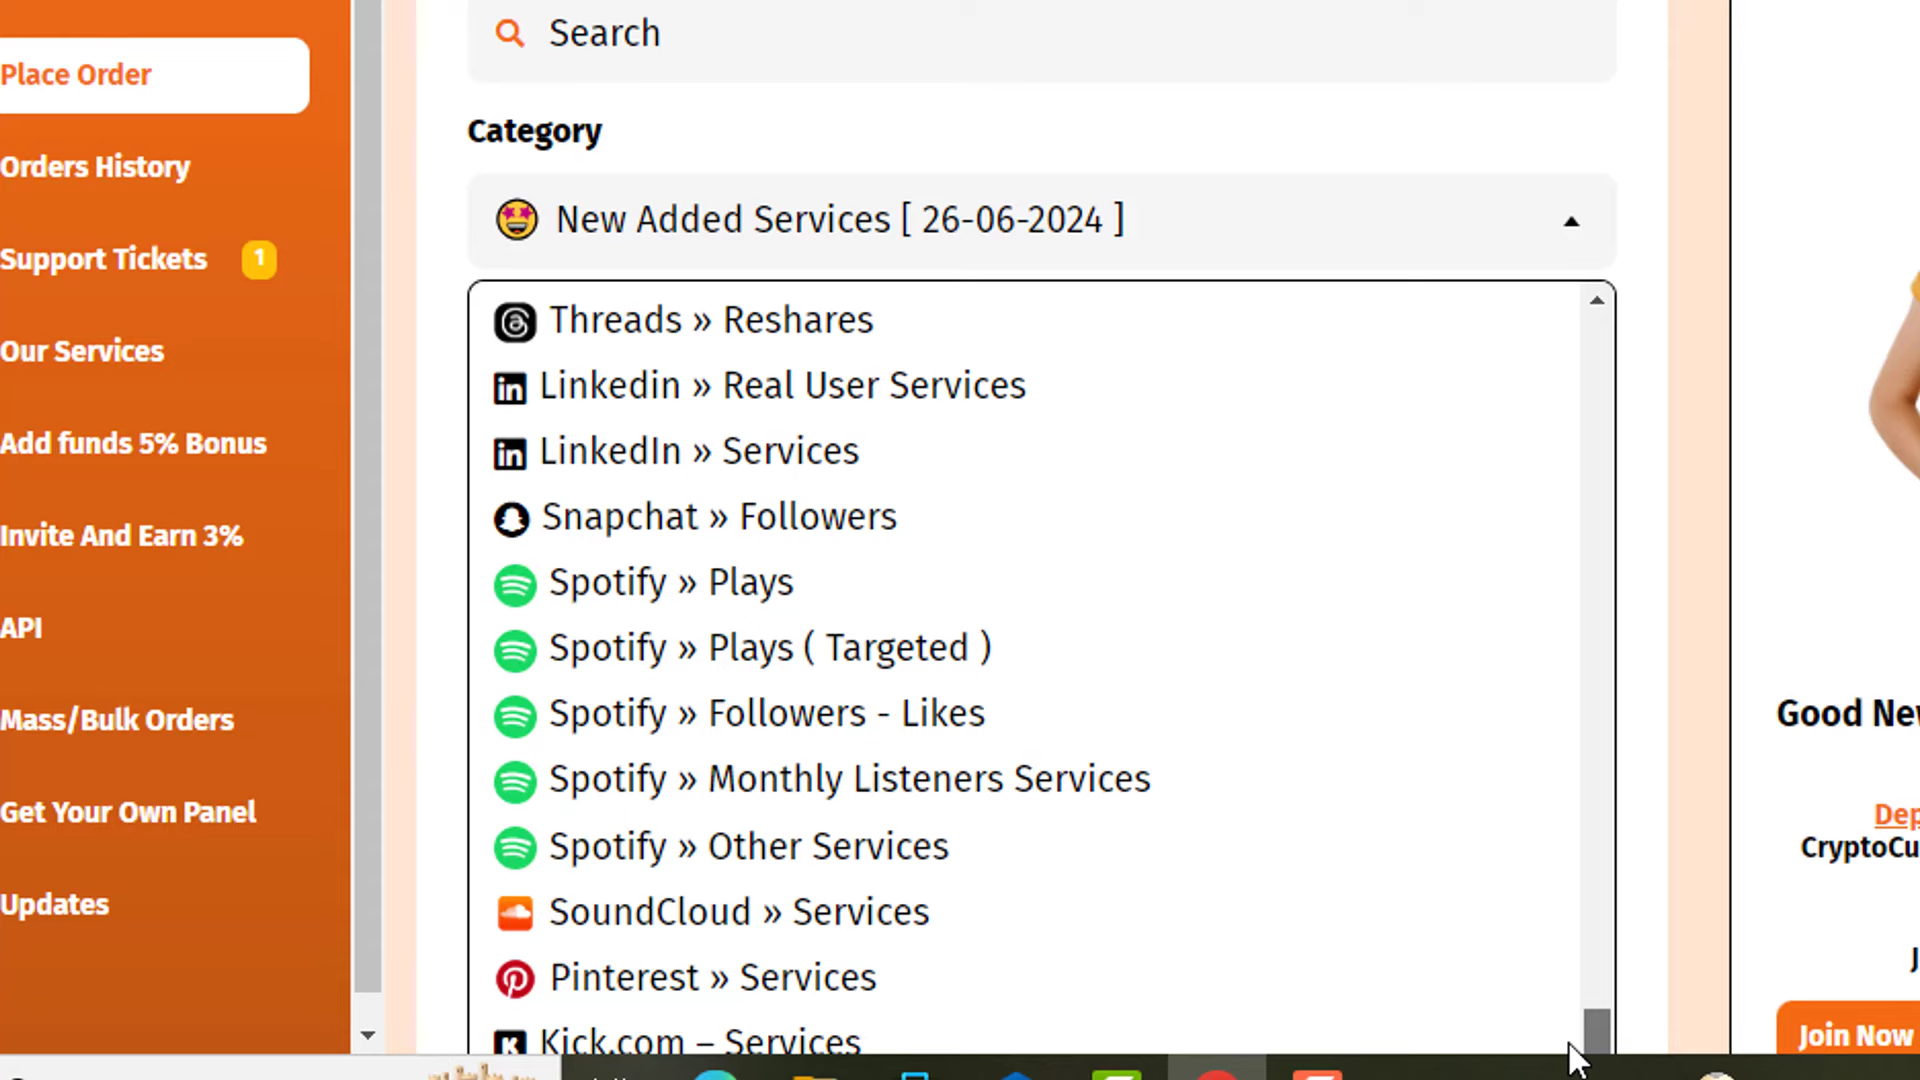 Place Order
Orders History
Support Tickets 1
Our Services
Add funds 5% Bonus
Invite And Earn 3%
API
Mass/Bulk Orders
Get Your Own Panel
Updates
Search
Category
New Added Services [ 26-06-2024 ]
Threads » Reshares
in Linkedin » Real User Services
in LinkedIn » Services
Snapchat » Followers
Spotify » Plays
Spotify » Plays ( Targeted )
Spotify » Followers - Likes
Spotify » Monthly Listeners Services
Spotify » Other Services
SoundCloud » Services
Pinterest » Services
K Kick.com – Services
Good
Join Now